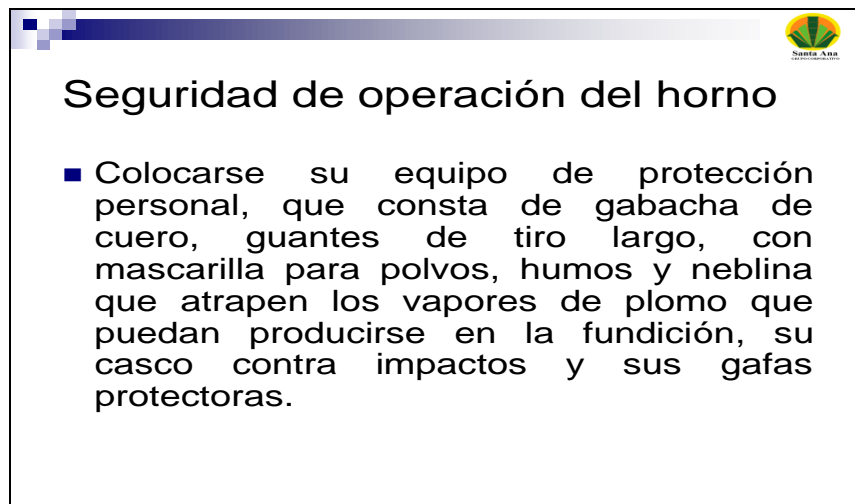 Santa Ana
GRUPO CORPORATIVO
Seguridad de operación del horno
Colocarse su equipo de protección
personal, que consta de gabacha de
cuero, guantes de tiro largo, con
mascarilla para polvos, humos y neblina
que atrapen los vapores de plomo que
puedan producirse en la fundición, su
casco contra impactos y sus gafas
protectoras.